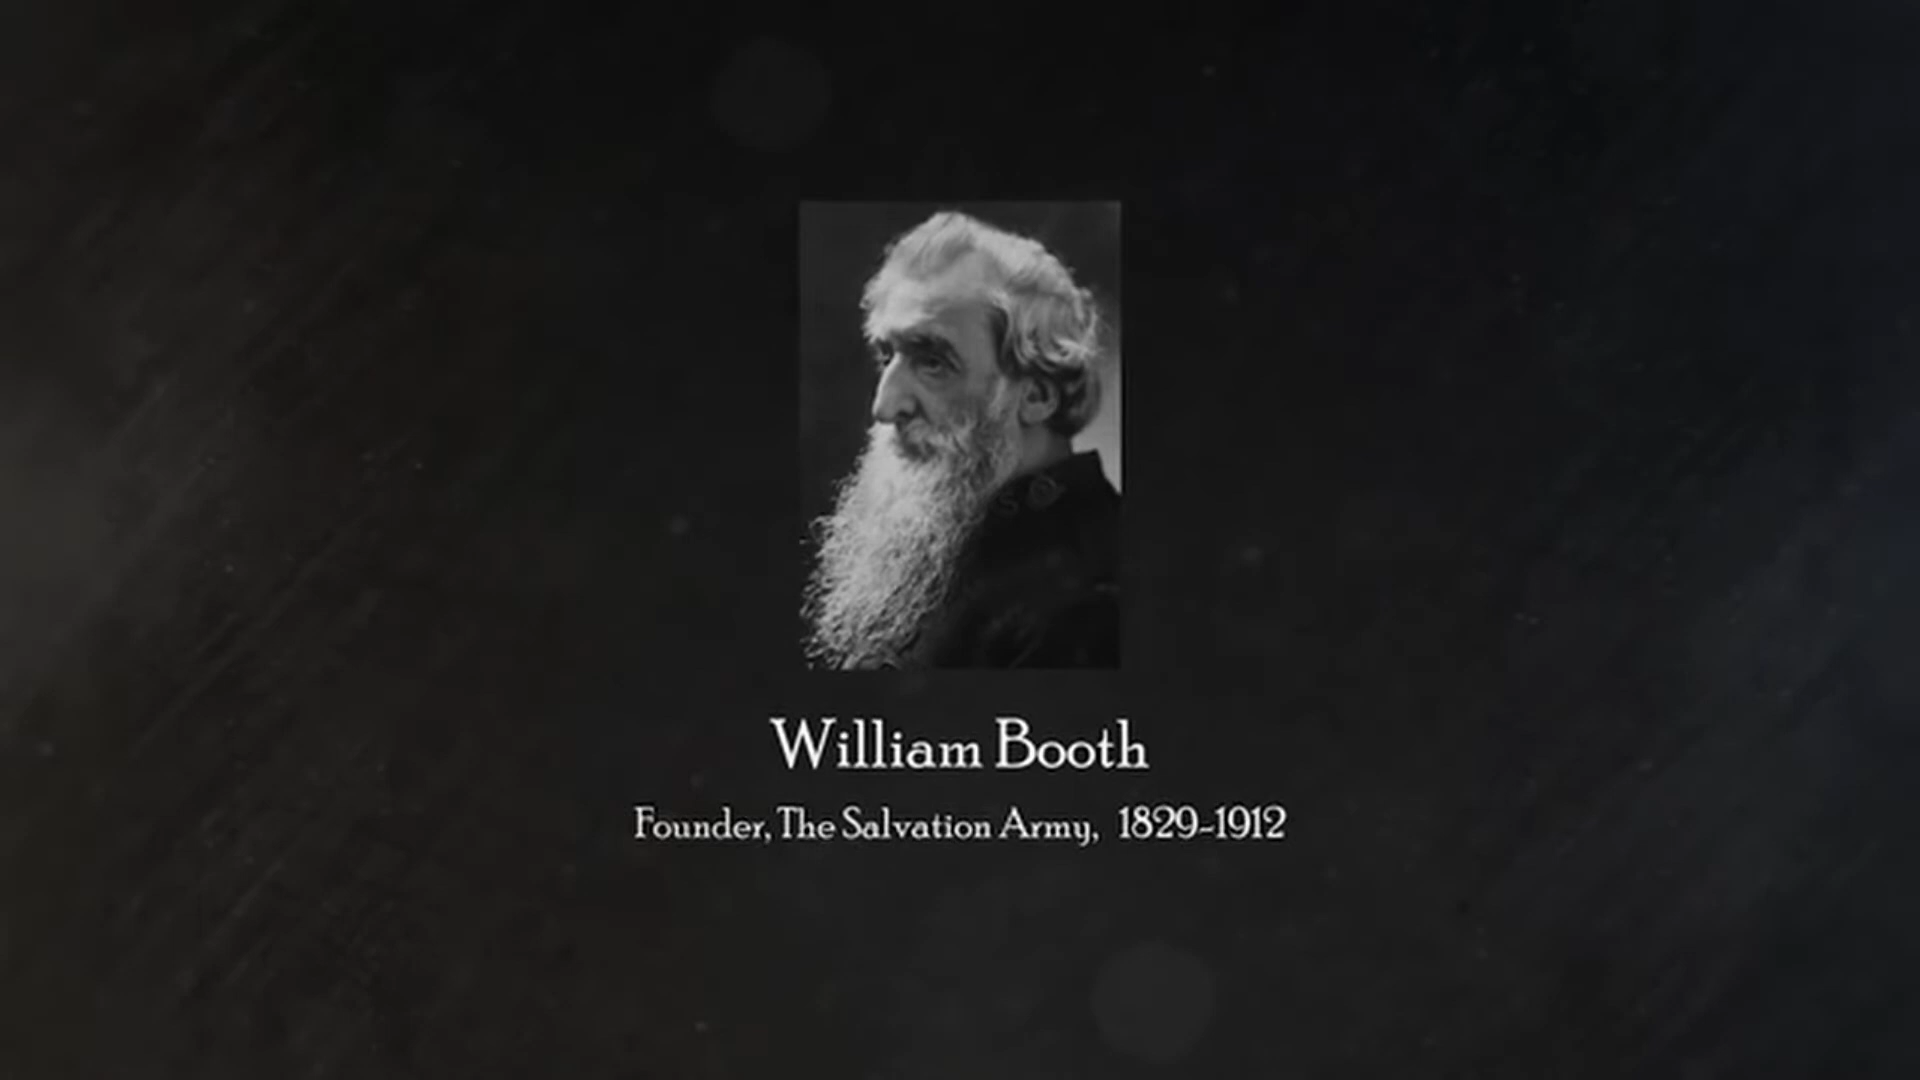 William Booth
Founder, The Salvation Army, 1829-1912